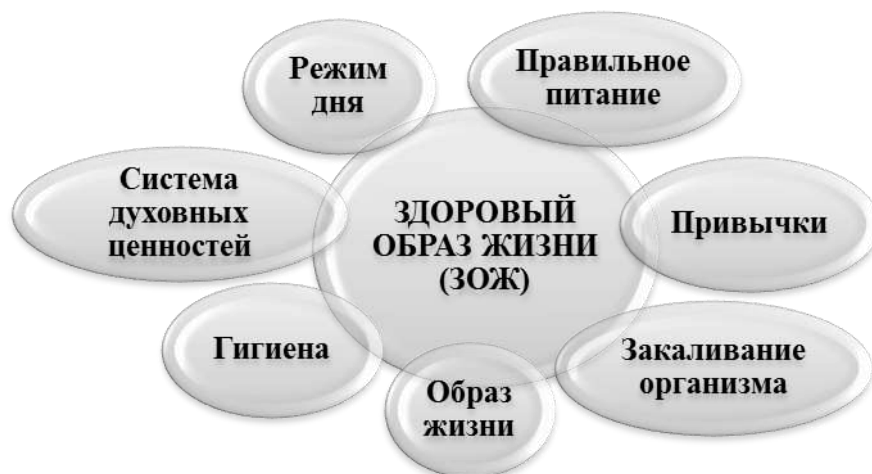 Режим
дня
Правильное
питание
Система
духовных
ценностей
ЗДОРОВЫЙ
ОБРАЗ ЖИЗНИ
(ЗОЖ)
Привычки
Гигиена
Закаливание
организма
Образ
жизни